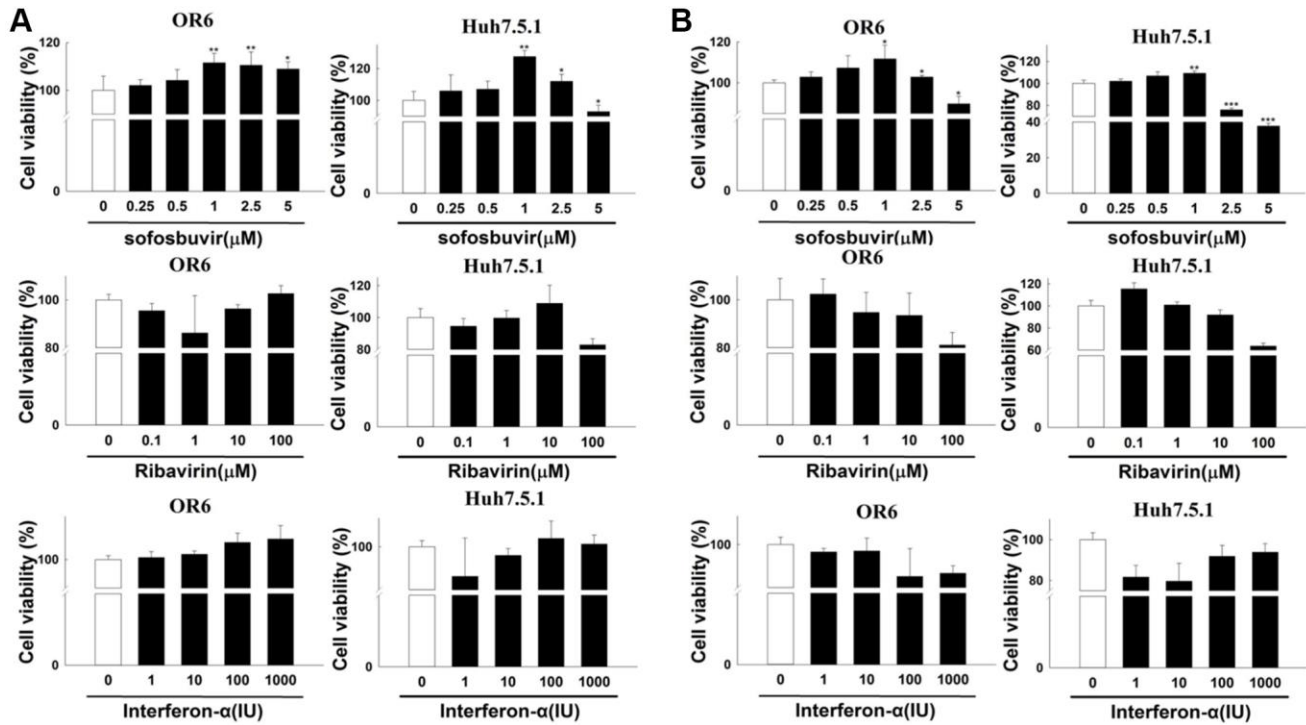 A
OR6
Cell viability (%)
120
100
0
** ** *
0 0.25 0.5 1 2.5 5
sofosbuvir(μM)
Huh7.5.1
Cell viability (%)
100
0
** * *
0 0.25 0.5 1 2.5 5
sofosbuvir(μM)
OR6
Cell viability (%)
100
80
0
0 0.1 1 10 100
Ribavirin(μM)
Huh7.5.1
Cell viability (%)
120
100
80
0
0 0.1 1 10 100
Ribavirin(μM)
OR6
Cell viability (%)
100
0
0 1 10 100 1000
Interferon-α(IU)
Huh7.5.1
Cell viability (%)
100
0
0 1 10 100 1000
Interferon-α(IU)
B
OR6
Cell viability (%)
120
100
0
* * *
0 0.25 0.5 1 2.5 5
sofosbuvir(μM)
Huh7.5.1
Cell viability (%)
120
100
80
40
20
0
** *** ***
0 0.25 0.5 1 2.5 5
sofosbuvir(μM)
OR6
Cell viability (%)
100
80
0
0 0.1 1 10 100
Ribavirin(μM)
Huh7.5.1
Cell viability (%)
120
100
80
60
0
0 0.1 1 10 100
Ribavirin(μM)
OR6
Cell viability (%)
100
0
0 1 10 100 1000
Interferon-α(IU)
Huh7.5.1
Cell viability (%)
100
80
0
0 1 10 100 1000
Interferon-α(IU)